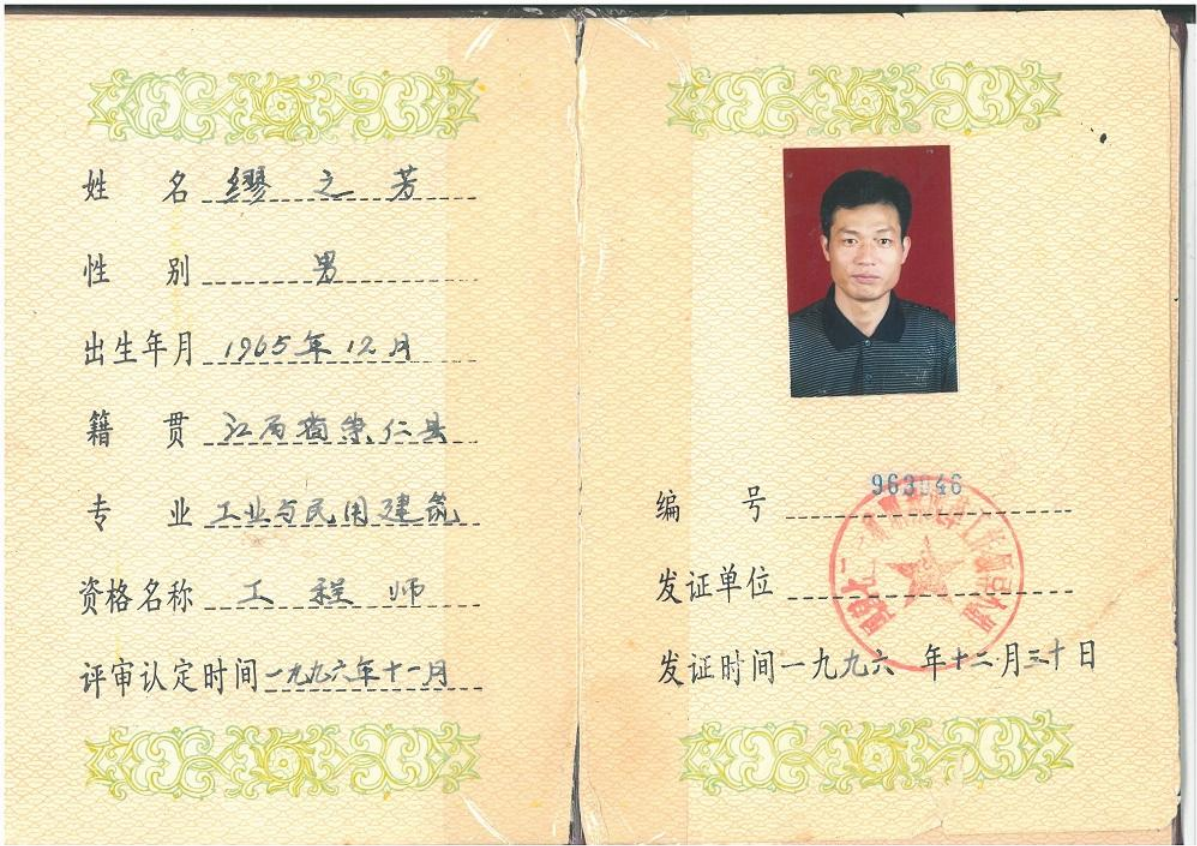 姓 名 缪之芳
性 别 男
出生年月 1965年12月
籍 贯 江西省崇仁县
专 业 工业与民用建筑
资格名称 工程师
评审认定时间 一九九六年十一月
编 号 963046
发证单位
发证时间 一九九六年十二月三十日